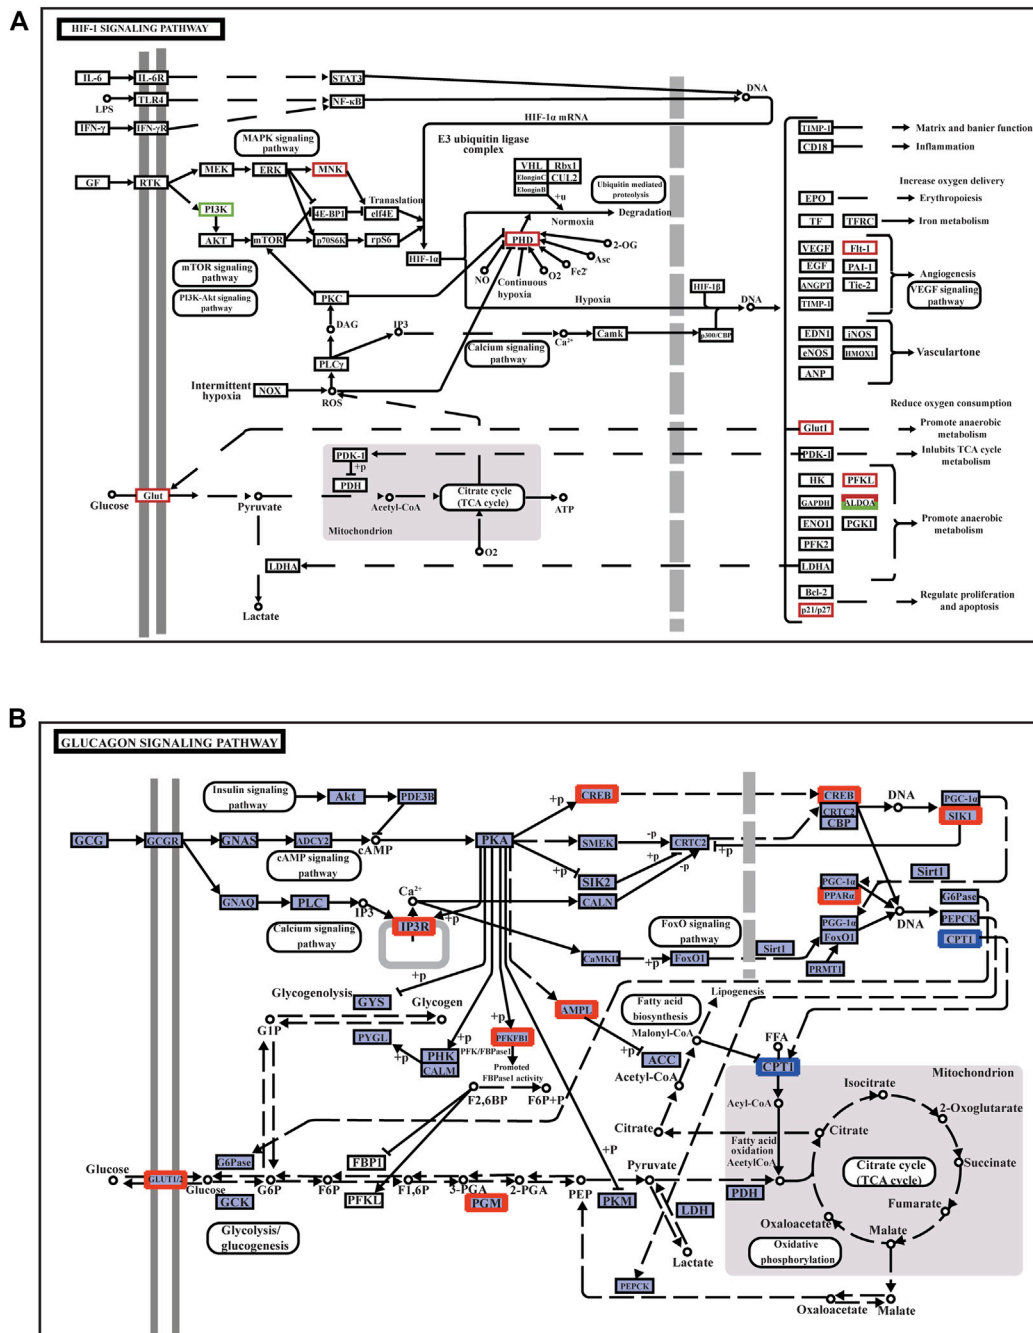 A
HIF-1 SIGNALING PATHWAY
IL-6
IL-6R
STAT3
DNA
LPS
TLR4
NF-κB
IFN-γ
IFN-γR
HIF-1α mRNA
MAPK signaling
pathway
E3 ubiquitin ligase
complex
GF
RTK
MEK
ERK
MNK
VHL
Rbx1
ElonginC
CUL2
ElonginB
+u
Ubiquitin mediated
proteolysis
PI3K
Tranaslation
4E-BP1
elf4E
Normoxia
Degradation
AKT
mTOR
p70S6K
rpS6
PHD
2-OG
HIF-1α
Asc
mTOR signaling
pathway
NO
O2
Continuous
hypoxia
PI3K-Akt signaling
pathway
PKC
Hypoxia
HIF-1β
DNA
DAG
IP3
Ca²⁺
Camk
p300/CBP
PLCγ
Calcium signaling
pathway
Intermittent
hypoxia
NOX
ROS
PDK-1
+p
PDH
Citrate cycle
(TCA cycle)
Glucose
Glut
Pyruvate
Acetyl-CoA
ATP
Mitochondrion
O2
LDHA
Lactate
TIMP-1
Matrix and banier function
CD18
Inflammation
Increase oxygen delivery
EPO
Erythropoiesis
TF
TFRC
Iron metabolism
VEGF
Flt-1
EGF
PAI-1
Angiogenesis
ANGPT
Tie-2
VEGF signaling
pathway
TIMP-1
EDN1
iNOS
eNOS
HMOX1
Vasculartone
ANP
Reduce oxygen consumption
Glut1
Promote anaerobic
metabolism
PDK-1
Inlubits TCA cycle
metabolism
HK
PFKL
GAPDH
ALDOA
ENO1
PGK1
Promote anaerobic
metabolism
PFK2
LDHA
Bcl-2
p21/p27
Regulate proliferation
and apoptosis
B
GLUCAGON SIGNALING PATHWAY
Insulin signaling
pathway
Akt
PDE3B
+p
CREB
CREB
CRTC2
CBP
DNA
PGC-1α
SIK1
GCG
GCGR
GNAS
ADCY2
cAMP
PKA
SMEK
-p
CRTC2
+p
cAMP signaling
pathway
+p
SIK2
+p
-p
PGC-1α
PPARα
Sirt1
G6Pase
GNAQ
PLC
IP3
Ca²⁺
CALN
DNA
PEPCK
Calcium signaling
pathway
IP3R
+p
FoxO signaling
pathway
PGG-1α
FoxO1
CPT1
CaMKII
+p
FoxO1
Sirt1
PRMT1
+p
Glycogenolysis
GYS
Glycogen
Lipogenesis
Fatty acid
biosynthesis
G1P
AMPL
Malonyl-CoA
FFA
PYGL
+p
PHK
CALM
+p
+p
PFKFB1
PFK/FBPase1
Promoted
FBPase1 activity
+p
ACC
CPT1
Mitochondrion
Acetyl-CoA
Isocitrate
F2,6BP
F6P+P
Acyl-CoA
2-Oxoglutarate
Citrate
Citrate
+P
Fatty acid
oxidation
AcetylCoA
G6Pase
FBP1
Pyruvate
Citrate cycle
(TCA cycle)
Succinate
Glucose
GLUT1/2
Glucose
GCK
G6P
F6P
PFKL
F1,6P
3-PGA
PGM
2-PGA
PEP
PKM
LDH
PDH
Fumarate
Oxaloacetate
Malate
Glycolysis/
glucogenesis
Oxidative
phosphorylation
Lactate
PEPCK
Oxaloacetate
Malate